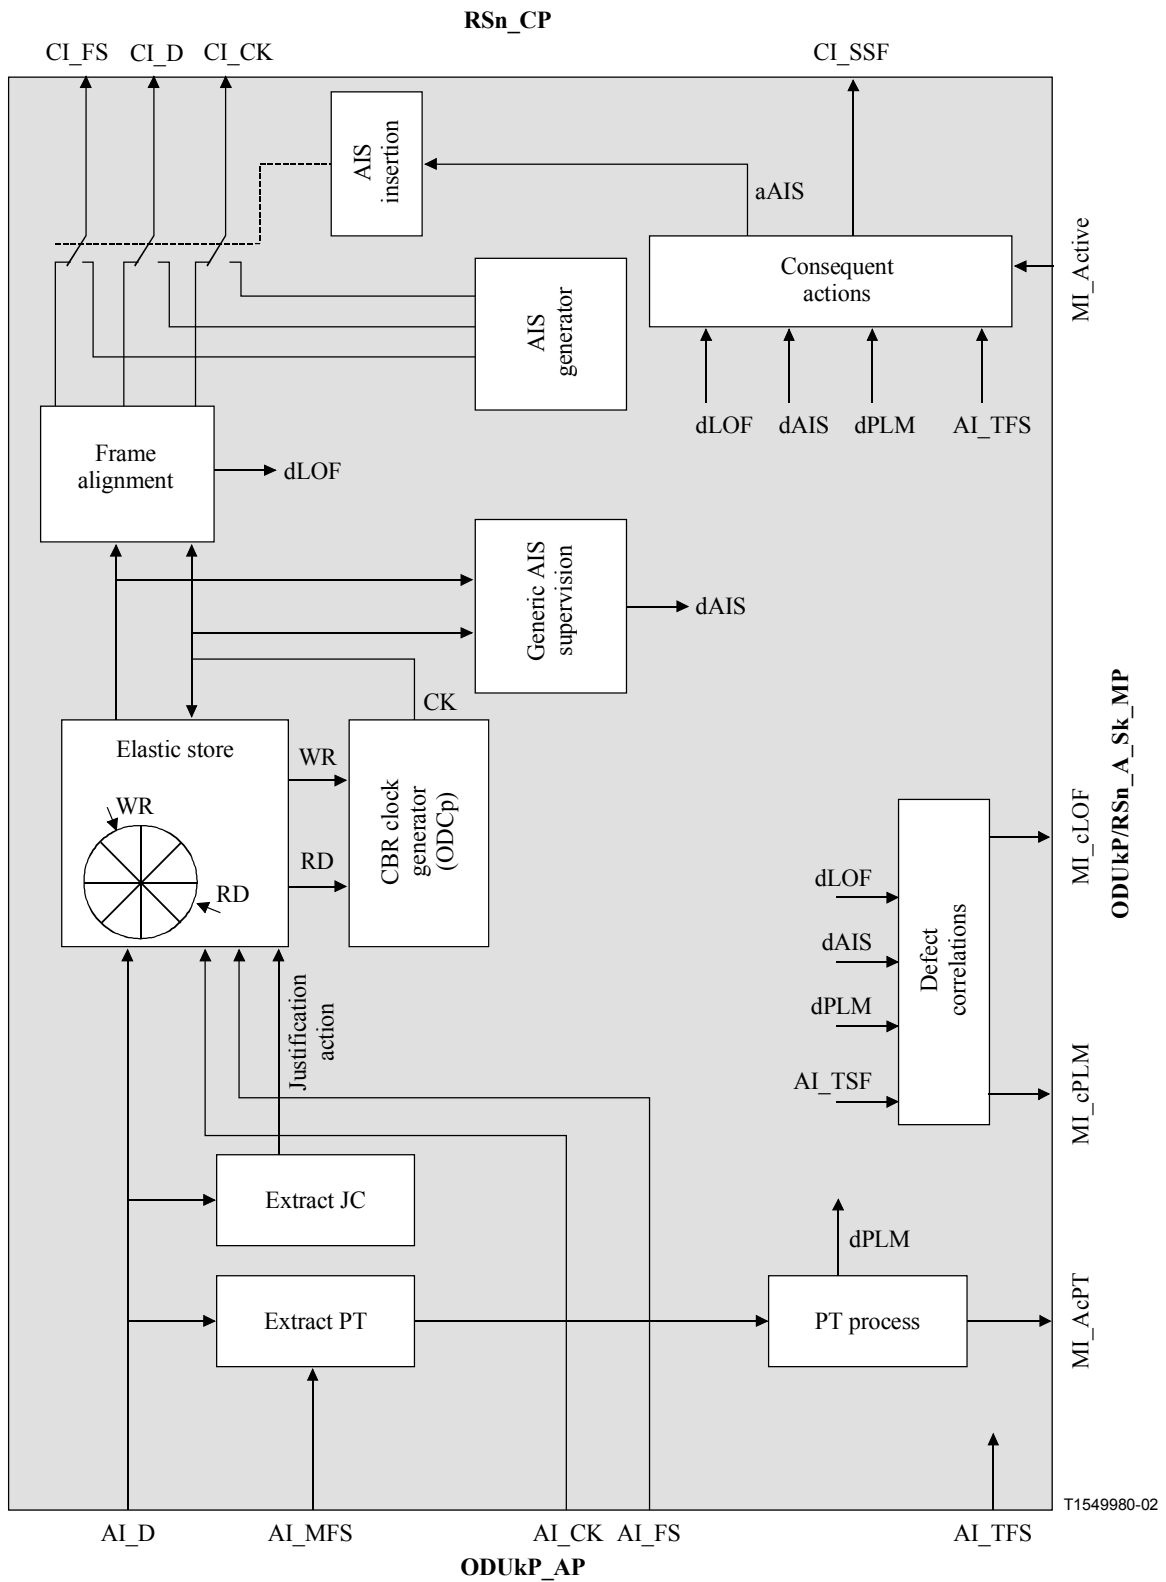 RSn_CP
CI_FS
CI_D
CI_CK
CI_SSF
AIS
insertion
aAIS
MI_Active
Consequent
actions
AIS
generator
dLOF
dAIS
dPLM
AI_TFS
Frame
alignment
dLOF
Generic AIS
supervision
dAIS
CK
Elastic store
WR
RD
WR
RD
CBR clock
generator
(ODCp)
ODUkP/RSn_A_Sk_MP
MI_cLOF
dLOF
dAIS
dPLM
AI_TSF
Defect
correlations
MI_cPLM
Justification
action
Extract JC
dPLM
Extract PT
PT process
MI_AcPT
T1549980-02
AI_D
AI_MFS
AI_CK
AI_FS
AI_TFS
ODUkP_AP